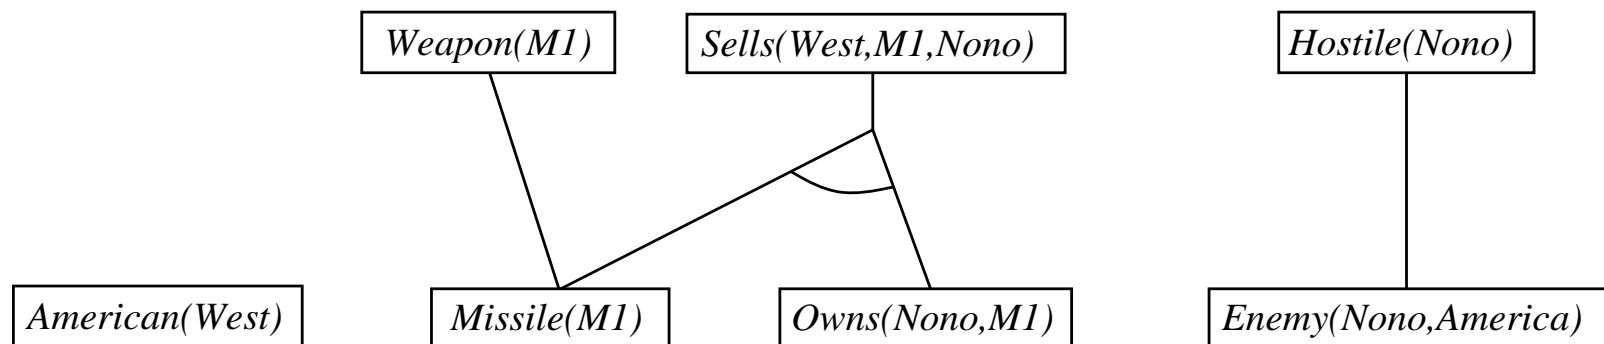 Weapon(M1)
Sells(West,M1,Nono)
Hostile(Nono)
American(West)
Missile(M1)
Owns(Nono,M1)
Enemy(Nono,America)